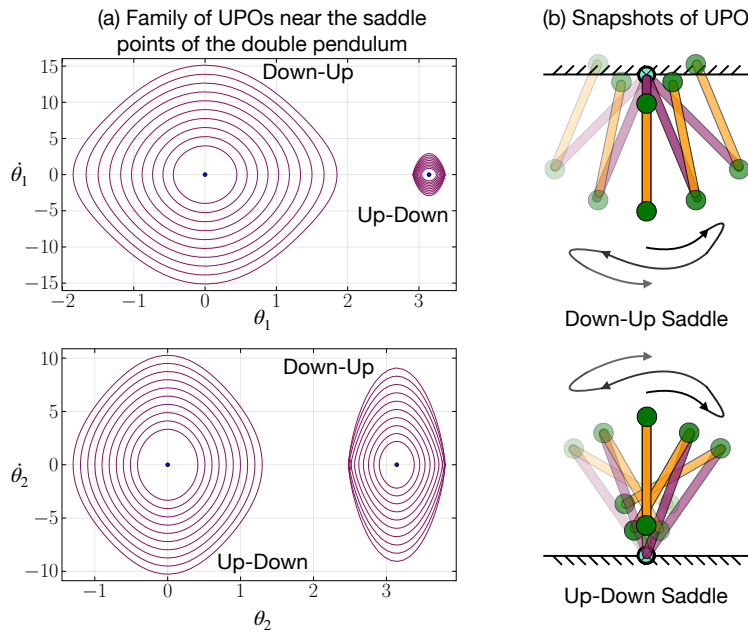 (a) Family of UPOs near the saddle
points of the double pendulum
(b) Snapshots of UPO
15
10
5
0
−5
−10
−15
θ̇₁
Down-Up
Up-Down
−2
−1
0
1
2
3
θ₁
Down-Up Saddle
10
5
0
−5
−10
θ̇₂
Down-Up
Up-Down
−1
0
1
2
3
θ₂
Up-Down Saddle